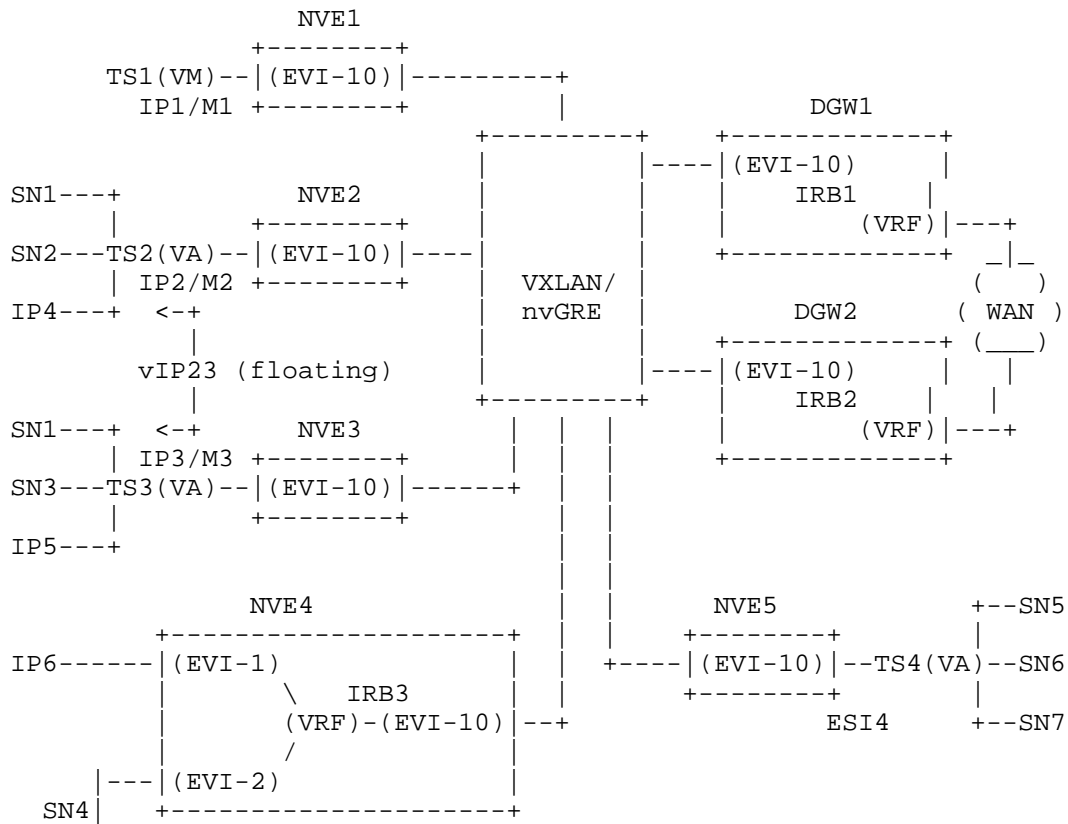 NVE1
TS1(VM)--|(EVI-10)|---------+
IP1/M1
DGW1
(EVI-10)
SN1---+ NVE2 IRB1
(VRF)|---+
SN2---TS2(VA)--|(EVI-10)|----
IP2/M2 VXLAN/
IP4---+ <-+ nvGRE DGW2 ( WAN )
vIP23 (floating) (EVI-10)
IRB2
SN1---+ <-+ NVE3 (VRF)|---+
IP3/M3
SN3---TS3(VA)--|(EVI-10)|------+
IP5---+
NVE4 NVE5 +--SN5
IP6------|(EVI-1) +----|(EVI-10)|--TS4(VA)--SN6
IRB3
(VRF)-(EVI-10)|--+ ESI4 +--SN7
|---|(EVI-2)
SN4|